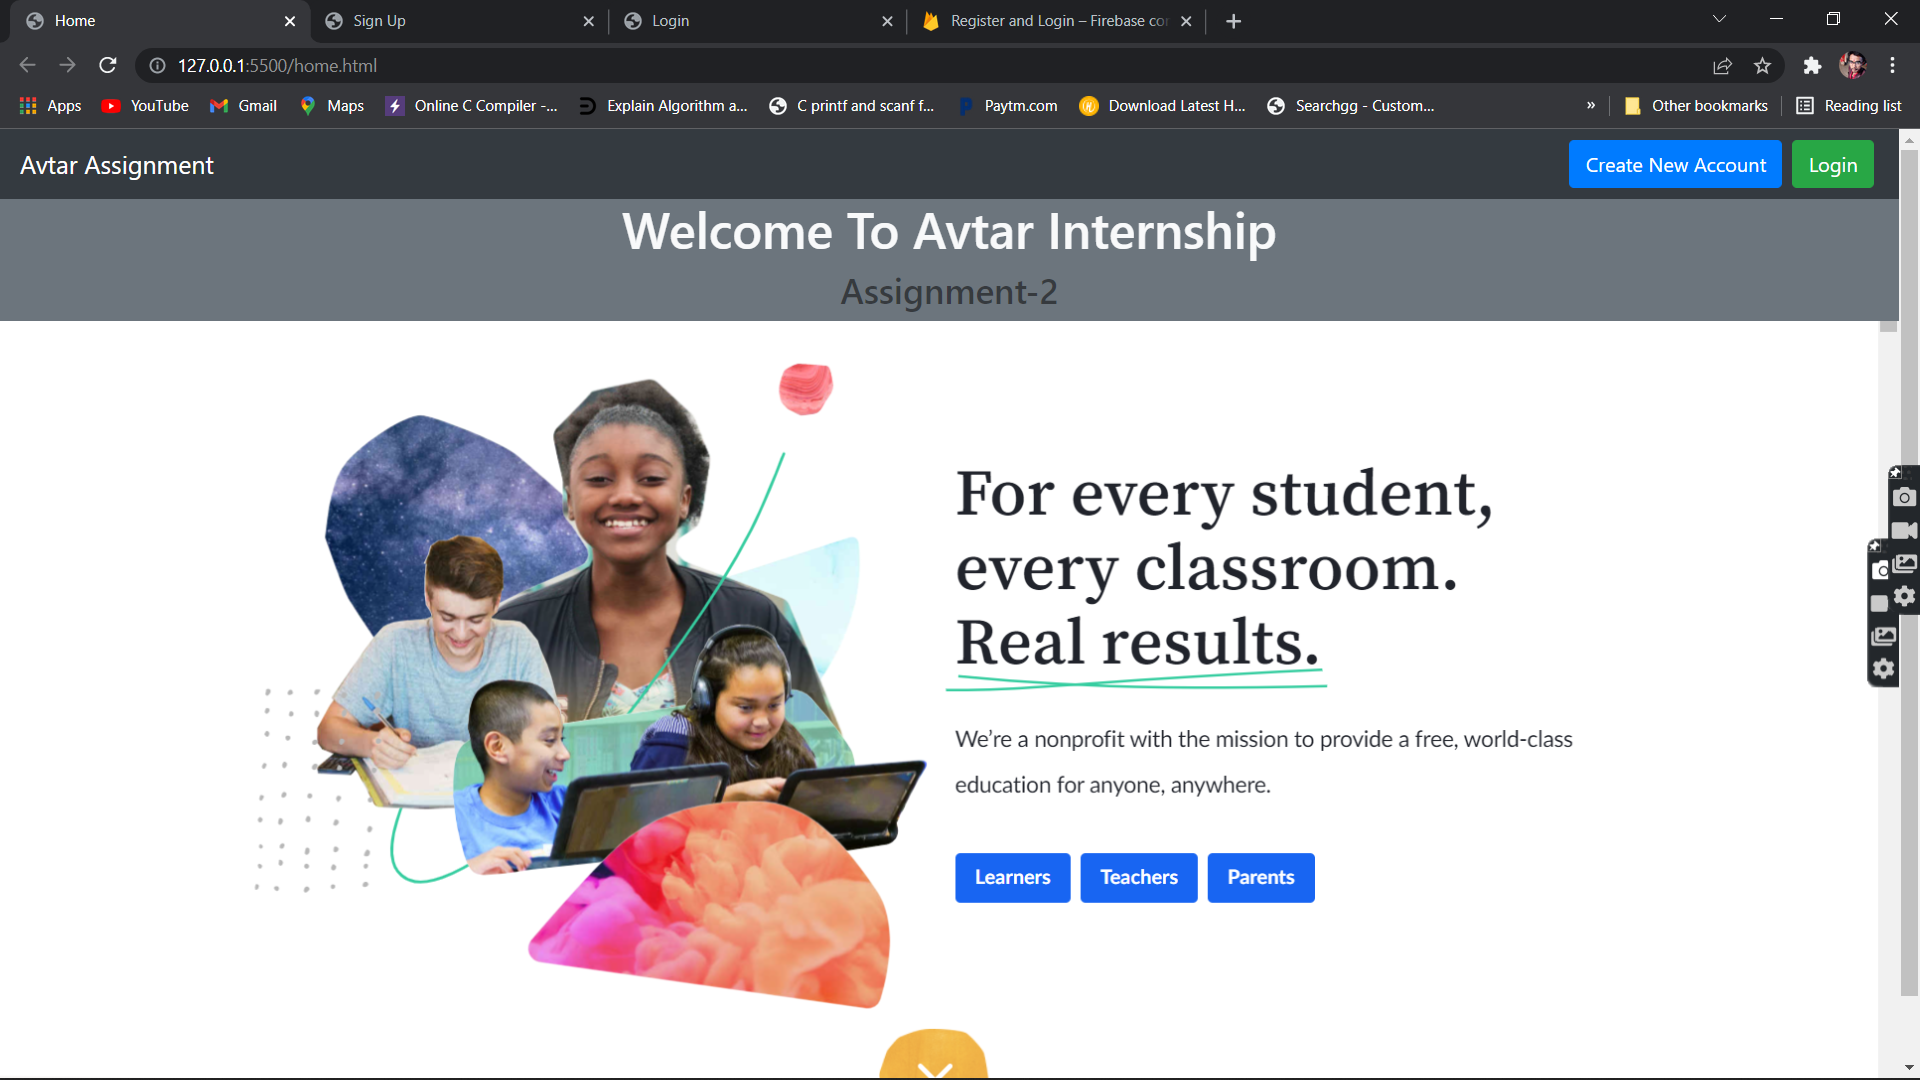 Home
Sign Up
Login
Register and Login – Firebase cor
127.0.0.1:5500/home.html
Apps
YouTube
Gmail
Maps
Online C Compiler -...
Explain Algorithm a...
C printf and scanf f...
Paytm.com
Download Latest H...
Searchgg - Custom...
»
Other bookmarks
Reading list
Avtar Assignment
Create New Account
Login
Welcome To Avtar Internship
Assignment-2
For every student,
every classroom.
Real results.
We’re a nonprofit with the mission to provide a free, world-class
education for anyone, anywhere.
Learners
Teachers
Parents